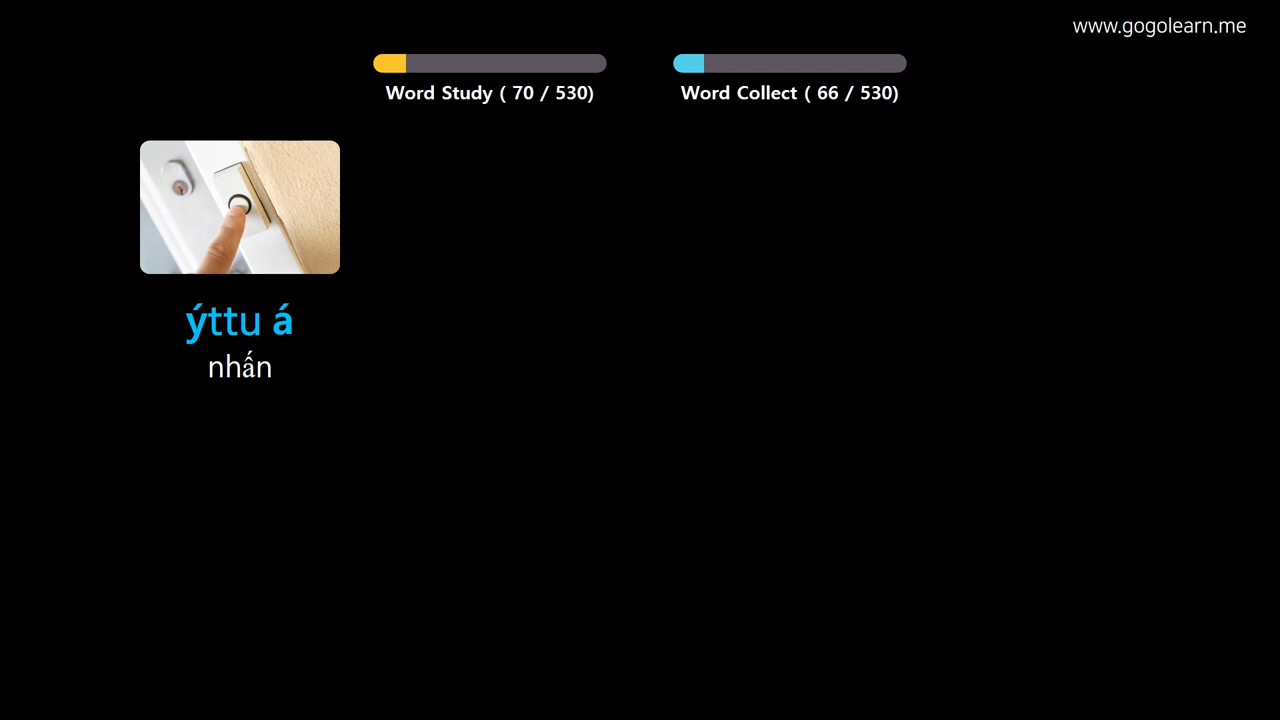 www.gogolearn.me
Word Study ( 70 / 530)
Word Collect ( 66 / 530)
ýttu á
nhấn